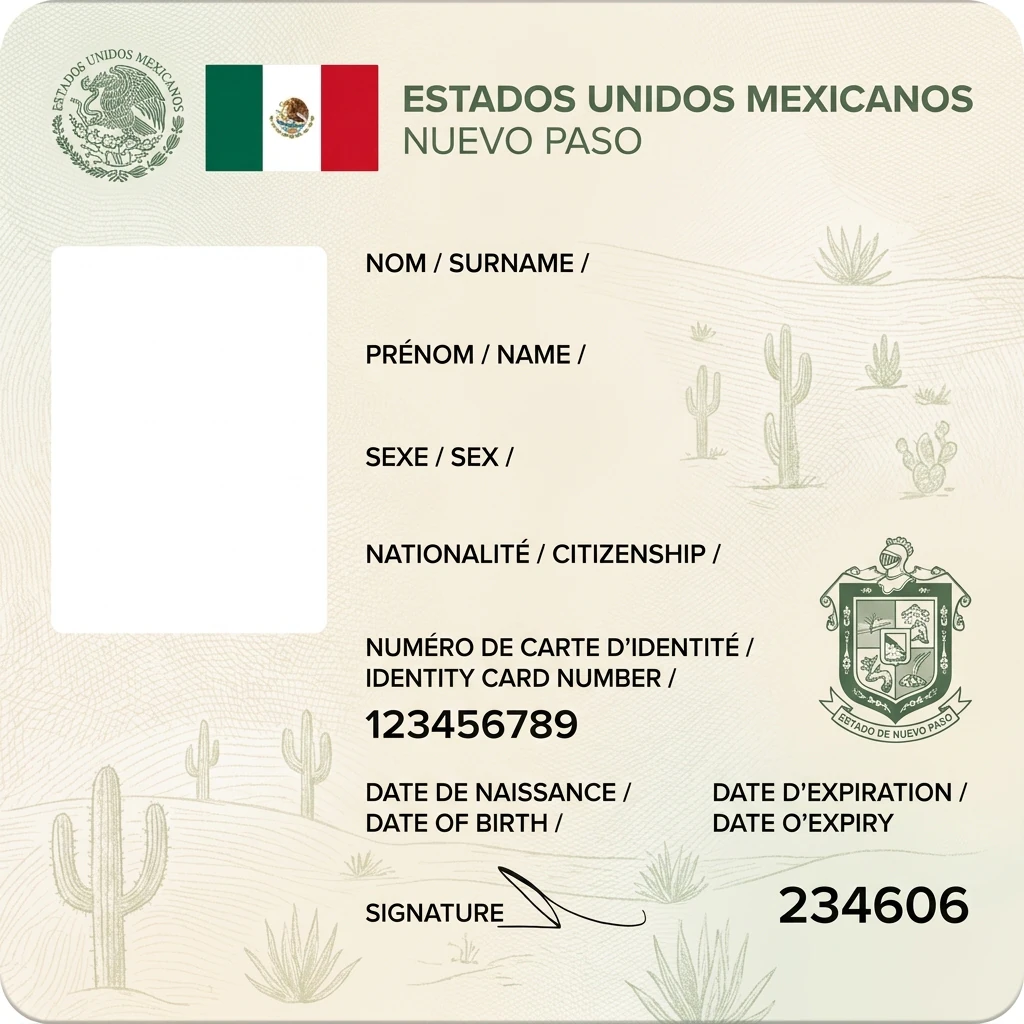 ESTADOS UNIDOS MEXICANOS
ESTADOS UNIDOS MEXICANOS
NUEVO PASO
NOM / SURNAME /
PRÉNOM / NAME /
SEXE / SEX /
NATIONALITÉ / CITIZENSHIP /
NUMÉRO DE CARTE D’IDENTITÉ /
IDENTITY CARD NUMBER /
123456789
ESTADO DE NUEVO PASO
DATE DE NAISSANCE /
DATE OF BIRTH /
DATE D’EXPIRATION /
DATE O’EXPIRY
SIGNATURE
234606